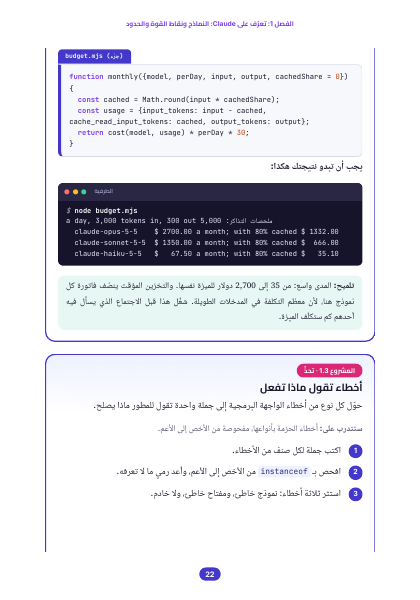 الفصل 1: تعرّف على Claude: النماذج ونقاط القوة والحدود
budget.mjs (جزء)
function monthly({model, perDay, input, output, cachedShare = 0})
{
const cached = Math.round(input * cachedShare);
const usage = {input_tokens: input - cached,
cache_read_input_tokens: cached, output_tokens: output};
return cost(model, usage) * perDay * 30;
}
يجب أن تبدو نتيجتك هكذا:
الطرفية
$ node budget.mjs
ملخصات التذاكر: 5,000 a day, 3,000 tokens in, 300 out
claude-opus-5-5 $ 2700.00 a month; with 80% cached $ 1332.00
claude-sonnet-5-5 $ 1350.00 a month; with 80% cached $ 666.00
claude-haiku-5-5 $ 67.50 a month; with 80% cached $ 35.10
تلميح: المدى واسع: من 35 إلى 2,700 دولار للميزة نفسها. والتخزين المؤقت ينصّف فاتورة كل
نموذج هنا، لأن معظم التكلفة في المدخلات الطويلة. شغّل هذا قبل الاجتماع الذي يسأل فيه
أحدهم كم ستكلّف الميزة.
المشروع 1.3 · تحدٍّ
أخطاء تقول ماذا تفعل
حوّل كل نوع من أخطاء الواجهة البرمجية إلى جملة واحدة تقول للمطور ماذا يصلح.
ستتدرب على: أخطاء الحزمة بأنواعها، مفحوصة من الأخص إلى الأعم.
1 اكتب جملة لكل صنف من الأخطاء.
2 افحص بـ instanceof من الأخص إلى الأعم، وأعد رمي ما لا تعرفه.
3 استثر ثلاثة أخطاء: نموذج خاطئ، ومفتاح خاطئ، ولا خادم.
22